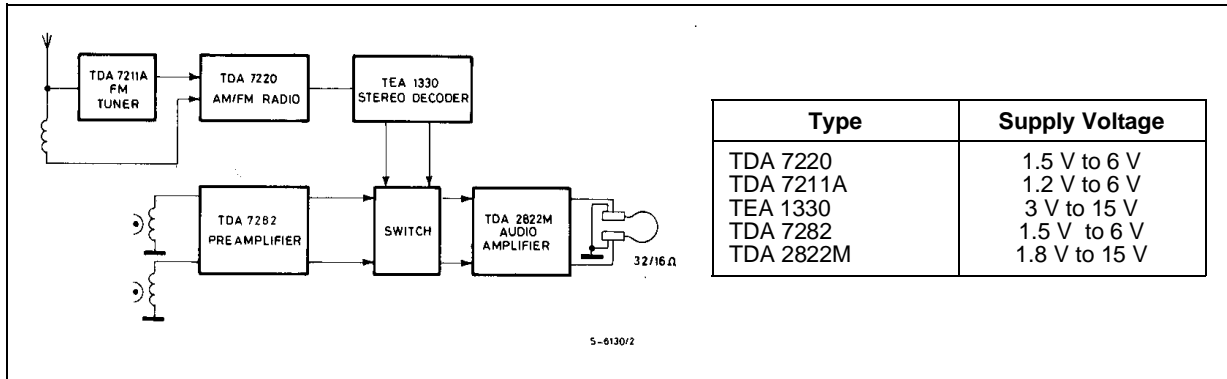 TDA 7211A
FM
TUNER
TDA 7220
AM/FM RADIO
TEA 1330
STEREO DECODER
TDA 7282
PREAMPLIFIER
SWITCH
TDA 2822M
AUDIO
AMPLIFIER
32/16Ω
S-6130/2
Type Supply Voltage
TDA 7220 1.5 V to 6 V
TDA 7211A 1.2 V to 6 V
TEA 1330 3 V to 15 V
TDA 7282 1.5 V to 6 V
TDA 2822M 1.8 V to 15 V